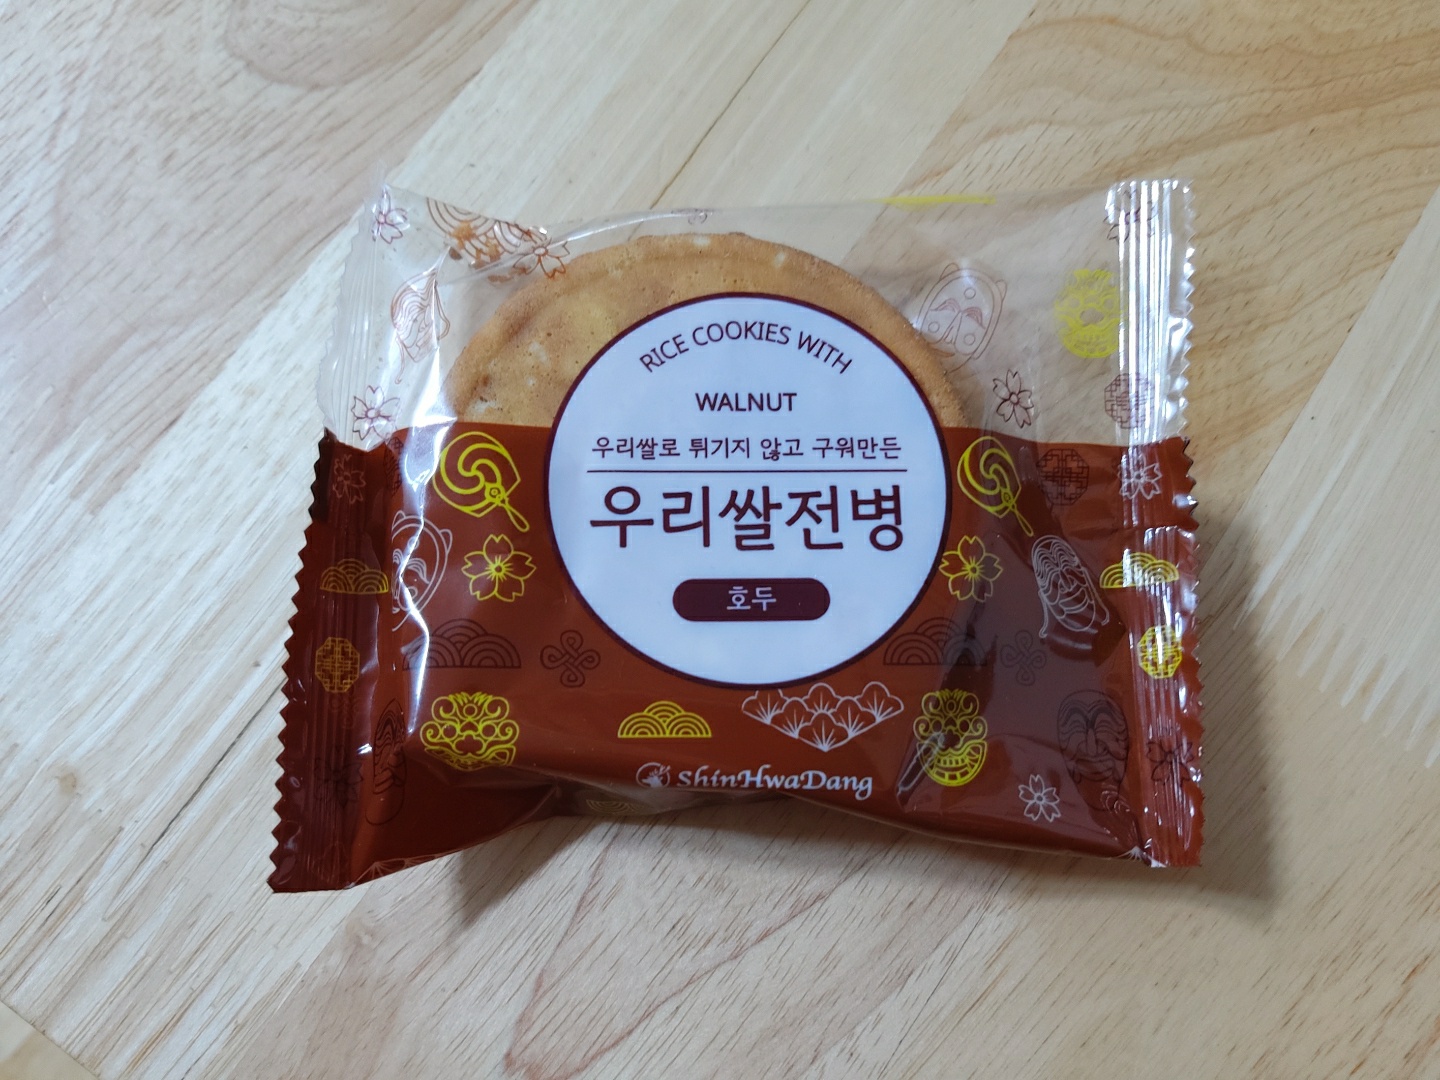 RICE COOKIES WITH
WALNUT
우리쌀로 튀기지 않고 구워만든
우리쌀전병
호두
ShinHwaDang